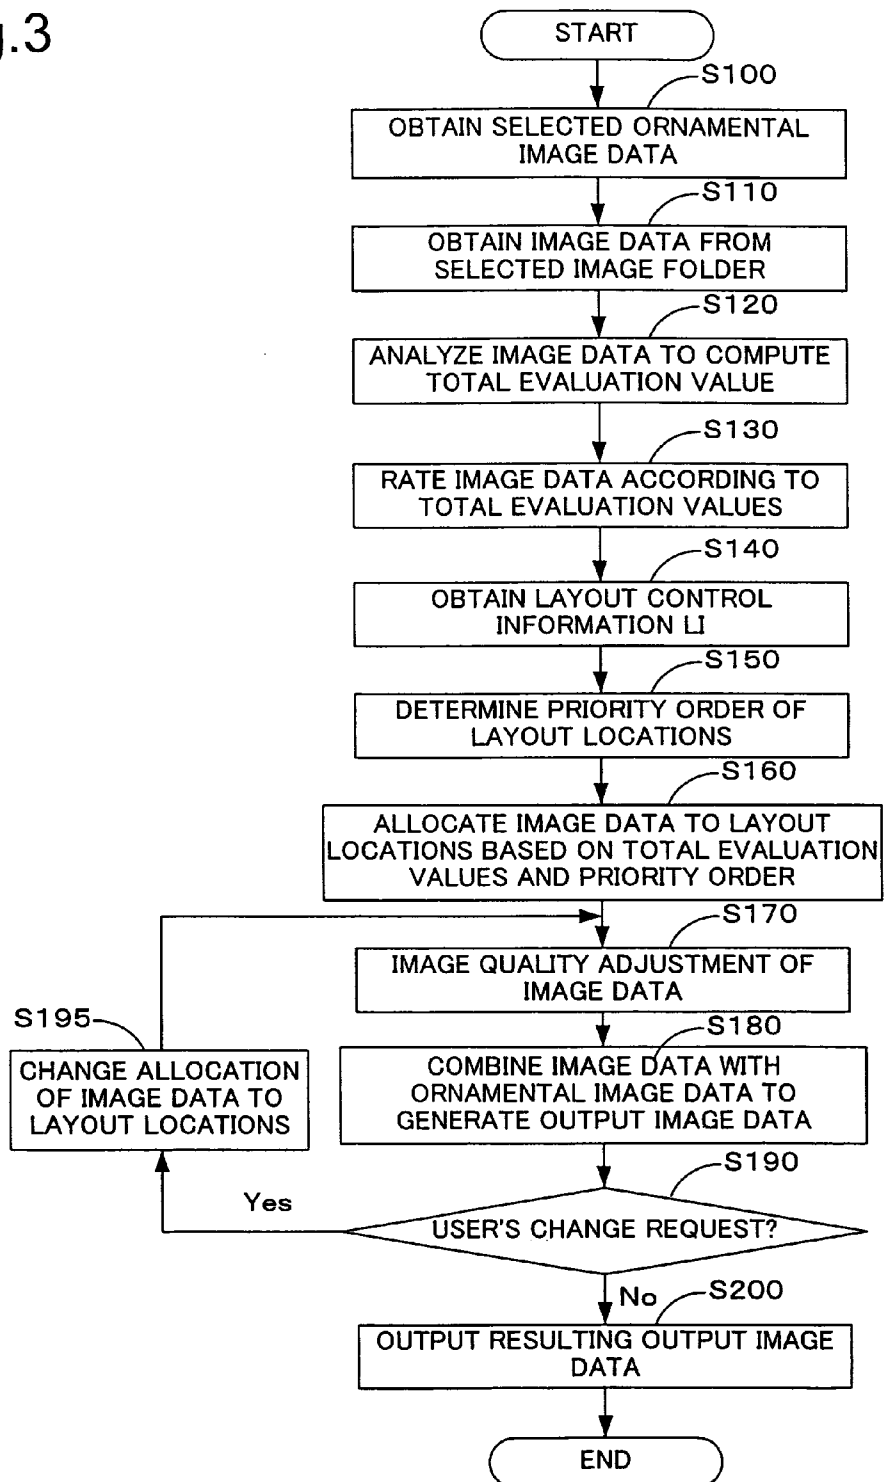 g.3
START
S100
OBTAIN SELECTED ORNAMENTAL
IMAGE DATA
S110
OBTAIN IMAGE DATA FROM
SELECTED IMAGE FOLDER
S120
ANALYZE IMAGE DATA TO COMPUTE
TOTAL EVALUATION VALUE
S130
RATE IMAGE DATA ACCORDING TO
TOTAL EVALUATION VALUES
S140
OBTAIN LAYOUT CONTROL
INFORMATION LI
S150
DETERMINE PRIORITY ORDER OF
LAYOUT LOCATIONS
S160
ALLOCATE IMAGE DATA TO LAYOUT
LOCATIONS BASED ON TOTAL EVALUATION
VALUES AND PRIORITY ORDER
S170
IMAGE QUALITY ADJUSTMENT OF
IMAGE DATA
S195
CHANGE ALLOCATION
OF IMAGE DATA TO
LAYOUT LOCATIONS
S180
COMBINE IMAGE DATA WITH
ORNAMENTAL IMAGE DATA TO
GENERATE OUTPUT IMAGE DATA
S190
Yes
USER'S CHANGE REQUEST?
No
S200
OUTPUT RESULTING OUTPUT IMAGE
DATA
END